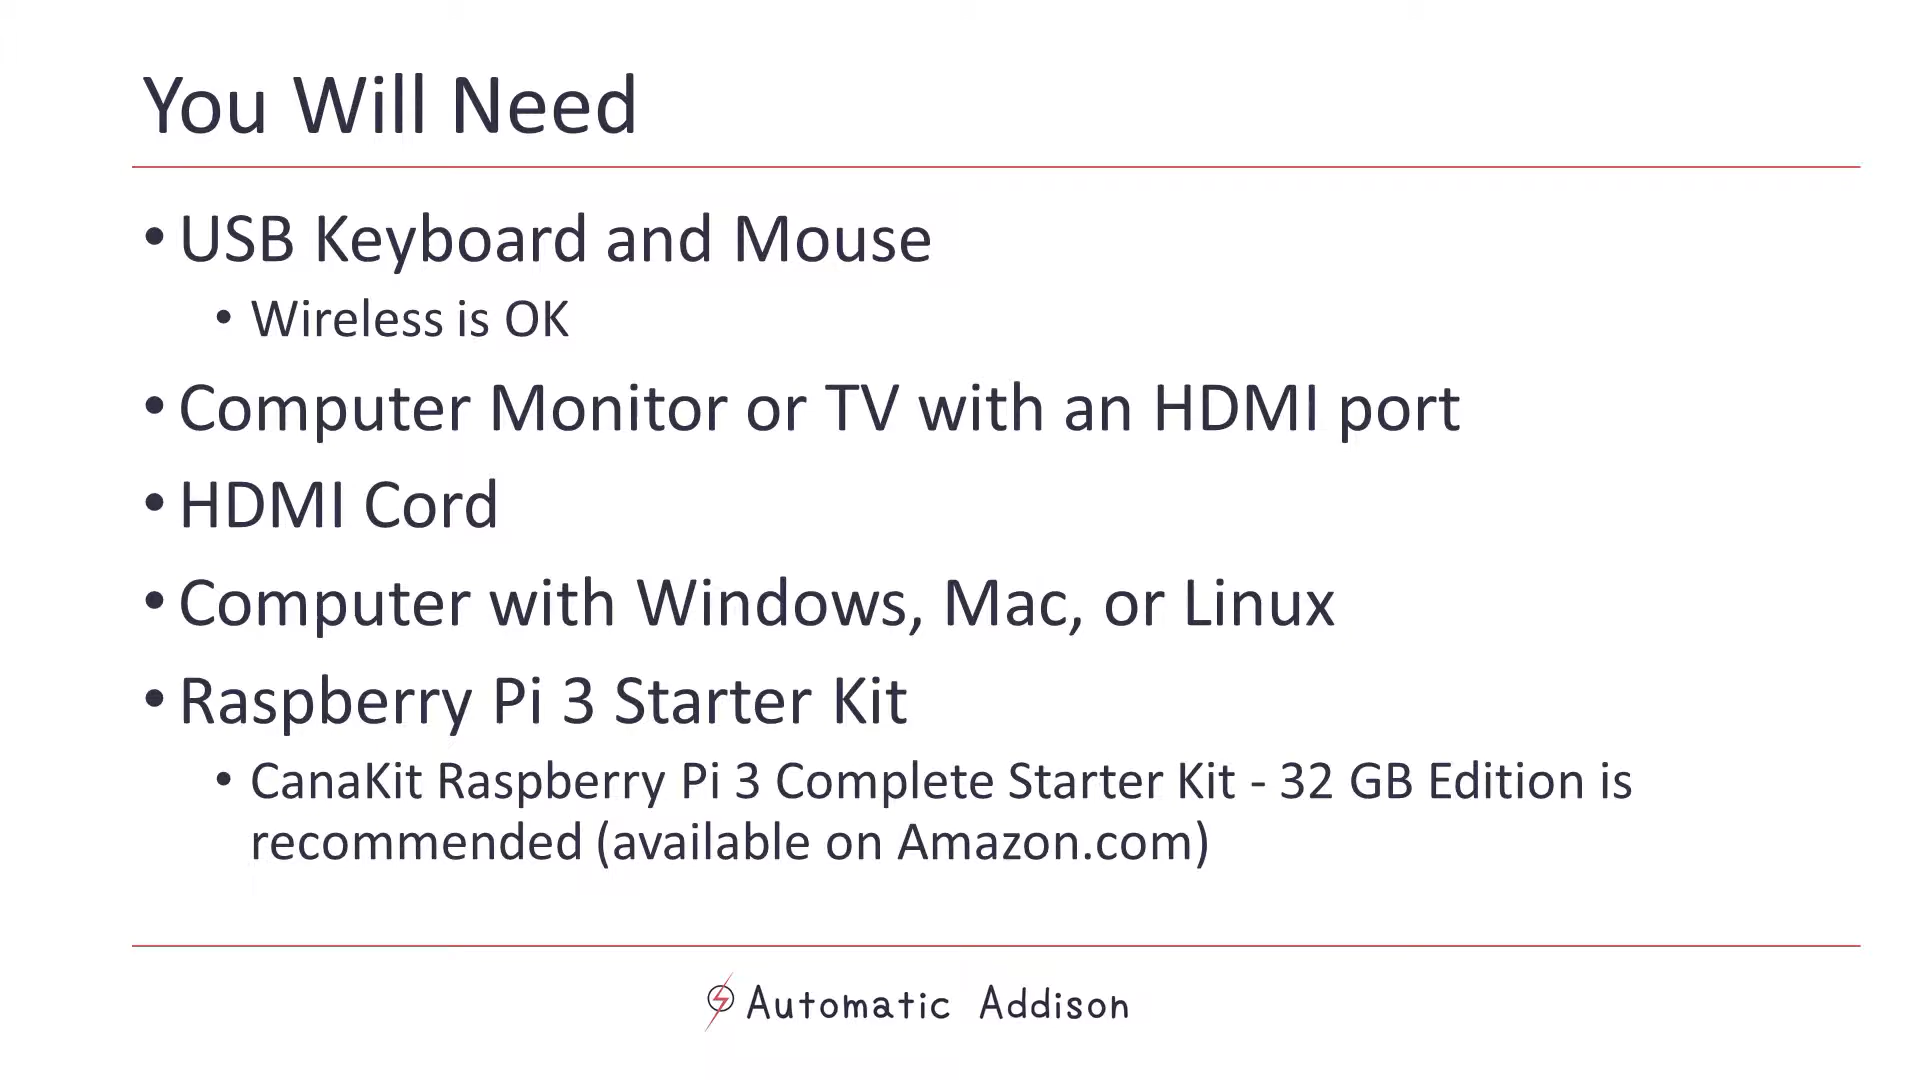 You Will Need
• USB Keyboard and Mouse
• Wireless is OK
• Computer Monitor or TV with an HDMI port
• HDMI Cord
• Computer with Windows, Mac, or Linux
• Raspberry Pi 3 Starter Kit
• CanaKit Raspberry Pi 3 Complete Starter Kit - 32 GB Edition is
recommended (available on Amazon.com)
Automatic Addison